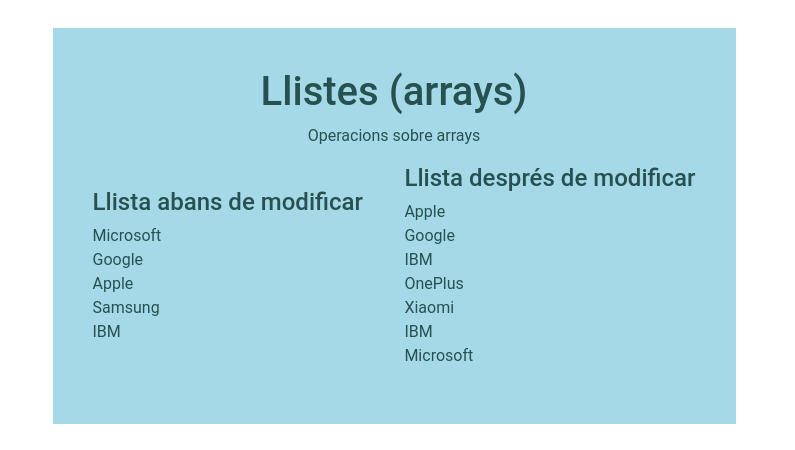 Llistes (arrays)
Operacions sobre arrays
Llista abans de modificar
Microsoft
Google
Apple
Samsung
IBM
Llista després de modificar
Apple
Google
IBM
OnePlus
Xiaomi
IBM
Microsoft